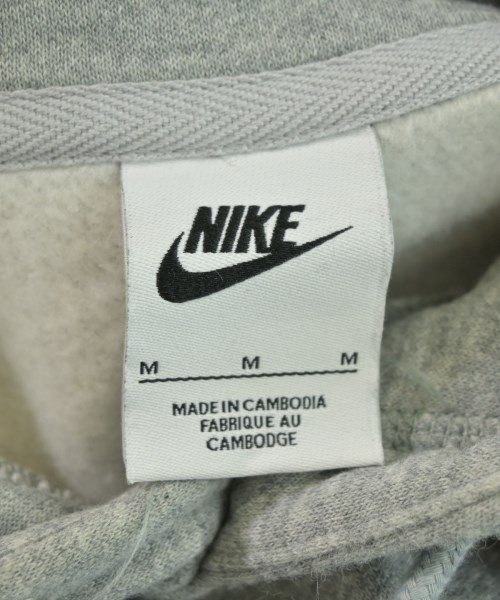 NIKE
M M M
MADE IN CAMBODIA
FABRIQUE AU
CAMBODGE